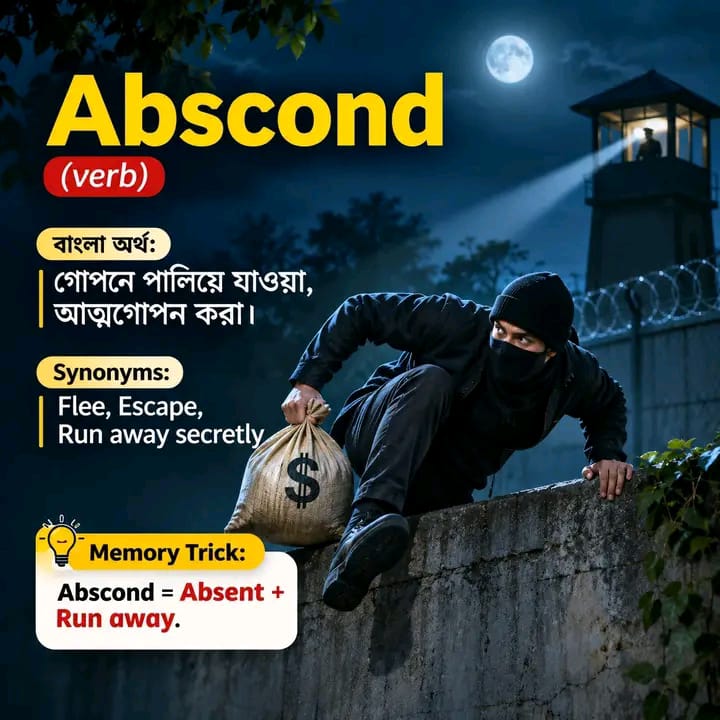 Abscond
(verb)
বাংলা অর্থ:
গোপনে পালিয়ে যাওয়া,
আত্মগোপন করা।
Synonyms:
Flee, Escape,
Run away secretly
$
Memory Trick:
Abscond = Absent +
Run away.